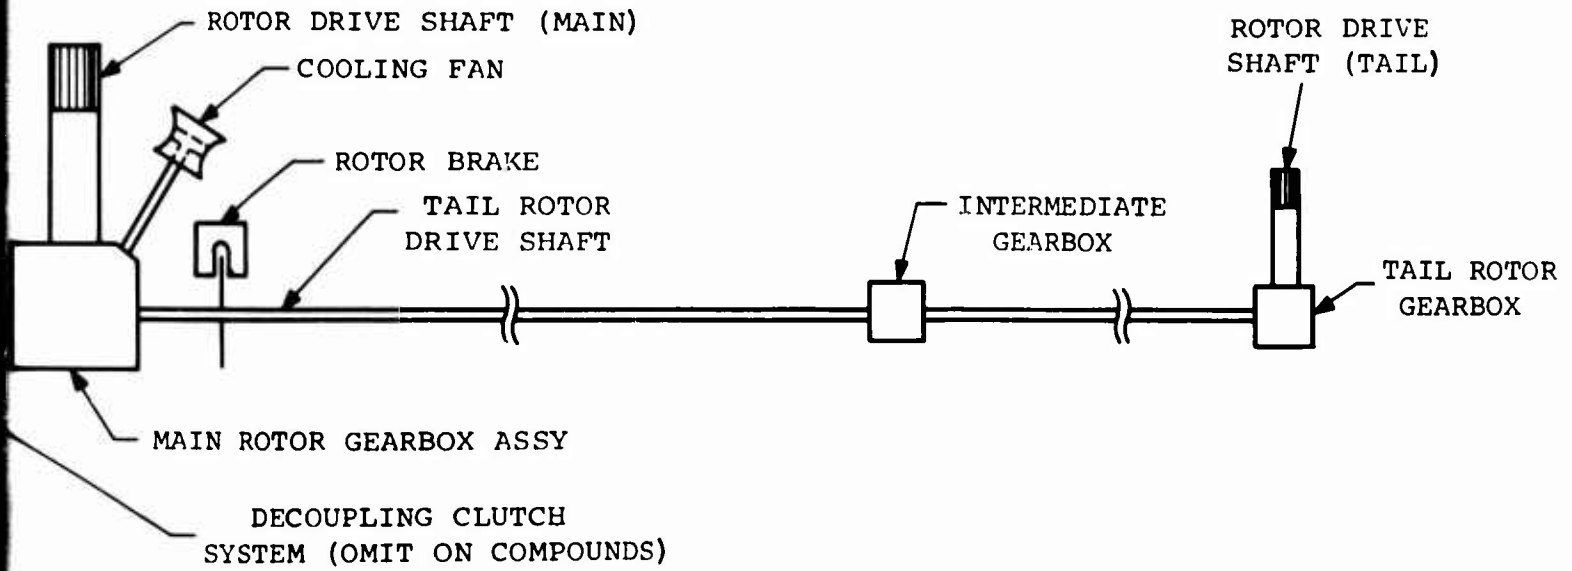 ROTOR DRIVE SHAFT (MAIN)
COOLING FAN
ROTOR BRAKE
TAIL ROTOR
DRIVE SHAFT
INTERMEDIATE
GEARBOX
ROTOR DRIVE
SHAFT (TAIL)
TAIL ROTOR
GEARBOX
MAIN ROTOR GEARBOX ASSY
DECOUPLING CLUTCH
SYSTEM (OMIT ON COMPOUNDS)